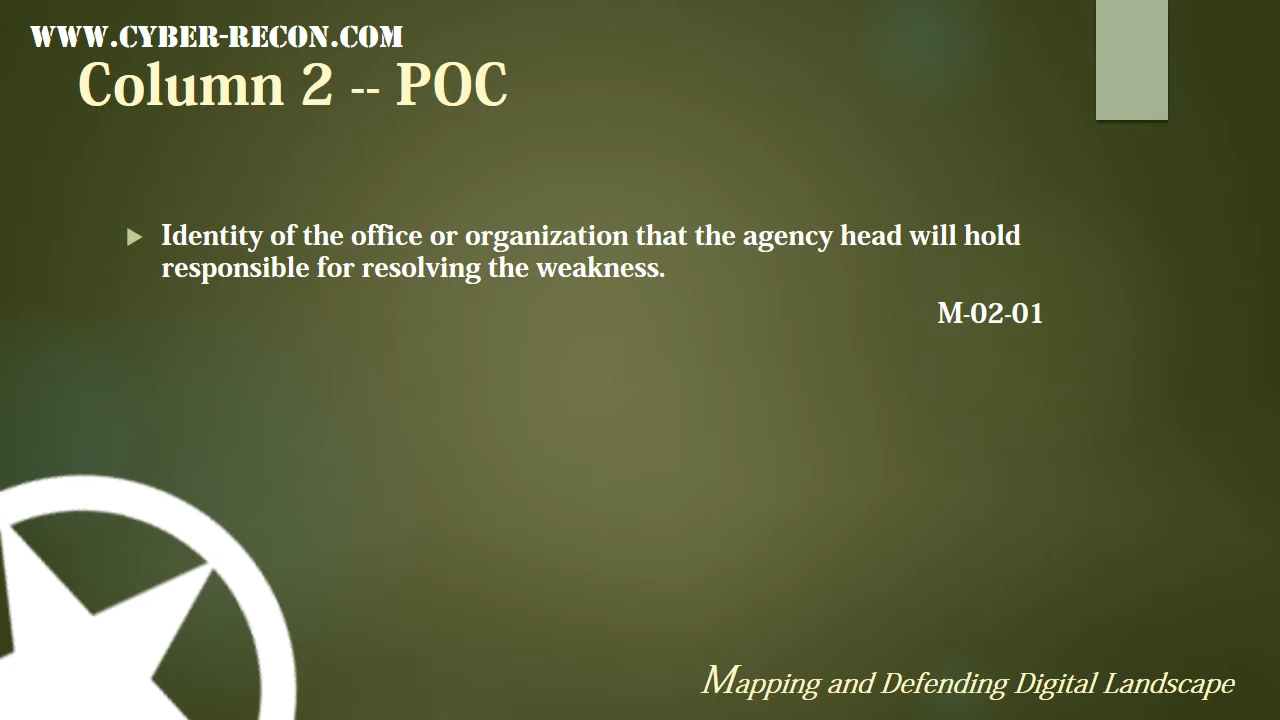 WWW.CYBER-RECON.COM
Column 2 -- POC
Identity of the office or organization that the agency head will hold
responsible for resolving the weakness.
M-02-01
Mapping and Defending Digital Landscape